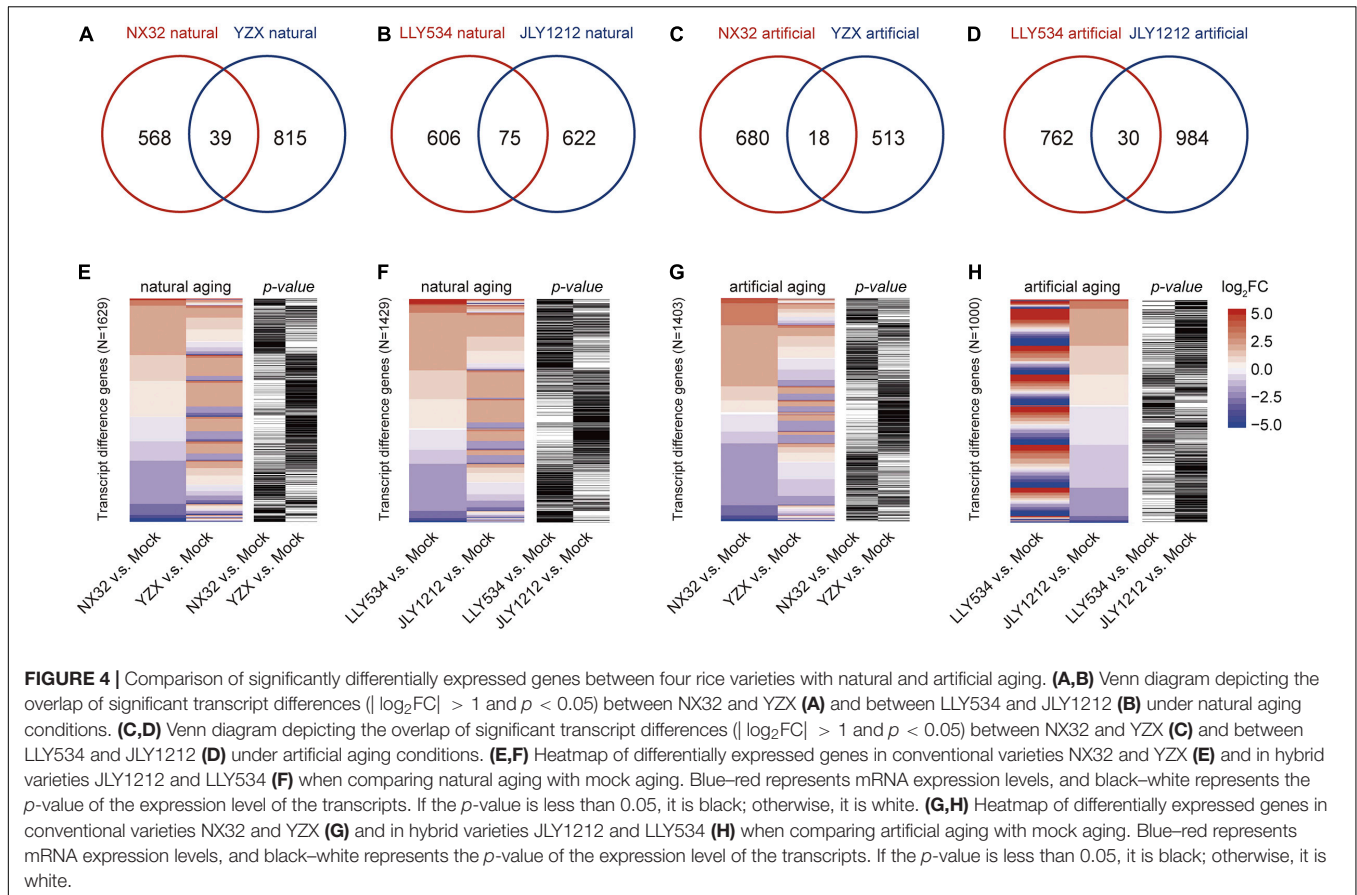 A
NX32 natural
YZX natural
568
39
815
B
LLY534 natural
JLY1212 natural
606
75
622
C
NX32 artificial
YZX artificial
680
18
513
D
LLY534 artificial
JLY1212 artificial
762
30
984
E
natural aging
p-value
Transcript difference genes (N=1629)
NX32 v.s. Mock
YZX v.s. Mock
NX32 v.s. Mock
YZX v.s. Mock
F
natural aging
p-value
Transcript difference genes (N=1429)
LLY534 v.s. Mock
JLY1212 v.s. Mock
LLY534 v.s. Mock
JLY1212 v.s. Mock
G
artificial aging
p-value
Transcript difference genes (N=1403)
NX32 v.s. Mock
YZX v.s. Mock
NX32 v.s. Mock
YZX v.s. Mock
H
artificial aging
p-value
Transcript difference genes (N=1000)
LLY534 v.s. Mock
JLY1212 v.s. Mock
LLY534 v.s. Mock
JLY1212 v.s. Mock
log₂FC
5.0
2.5
0.0
−2.5
−5.0
FIGURE 4 | Comparison of significantly differentially expressed genes between four rice varieties with natural and artificial aging. (A,B) Venn diagram depicting the
overlap of significant transcript differences (| log₂FC| > 1 and p < 0.05) between NX32 and YZX (A) and between LLY534 and JLY1212 (B) under natural aging
conditions. (C,D) Venn diagram depicting the overlap of significant transcript differences (| log₂FC| > 1 and p < 0.05) between NX32 and YZX (C) and between
LLY534 and JLY1212 (D) under artificial aging conditions. (E,F) Heatmap of differentially expressed genes in conventional varieties NX32 and YZX (E) and in hybrid
varieties JLY1212 and LLY534 (F) when comparing natural aging with mock aging. Blue–red represents mRNA expression levels, and black–white represents the
p-value of the expression level of the transcripts. If the p-value is less than 0.05, it is black; otherwise, it is white. (G,H) Heatmap of differentially expressed genes in
conventional varieties NX32 and YZX (G) and in hybrid varieties JLY1212 and LLY534 (H) when comparing artificial aging with mock aging. Blue–red represents
mRNA expression levels, and black–white represents the p-value of the expression level of the transcripts. If the p-value is less than 0.05, it is black; otherwise, it is
white.